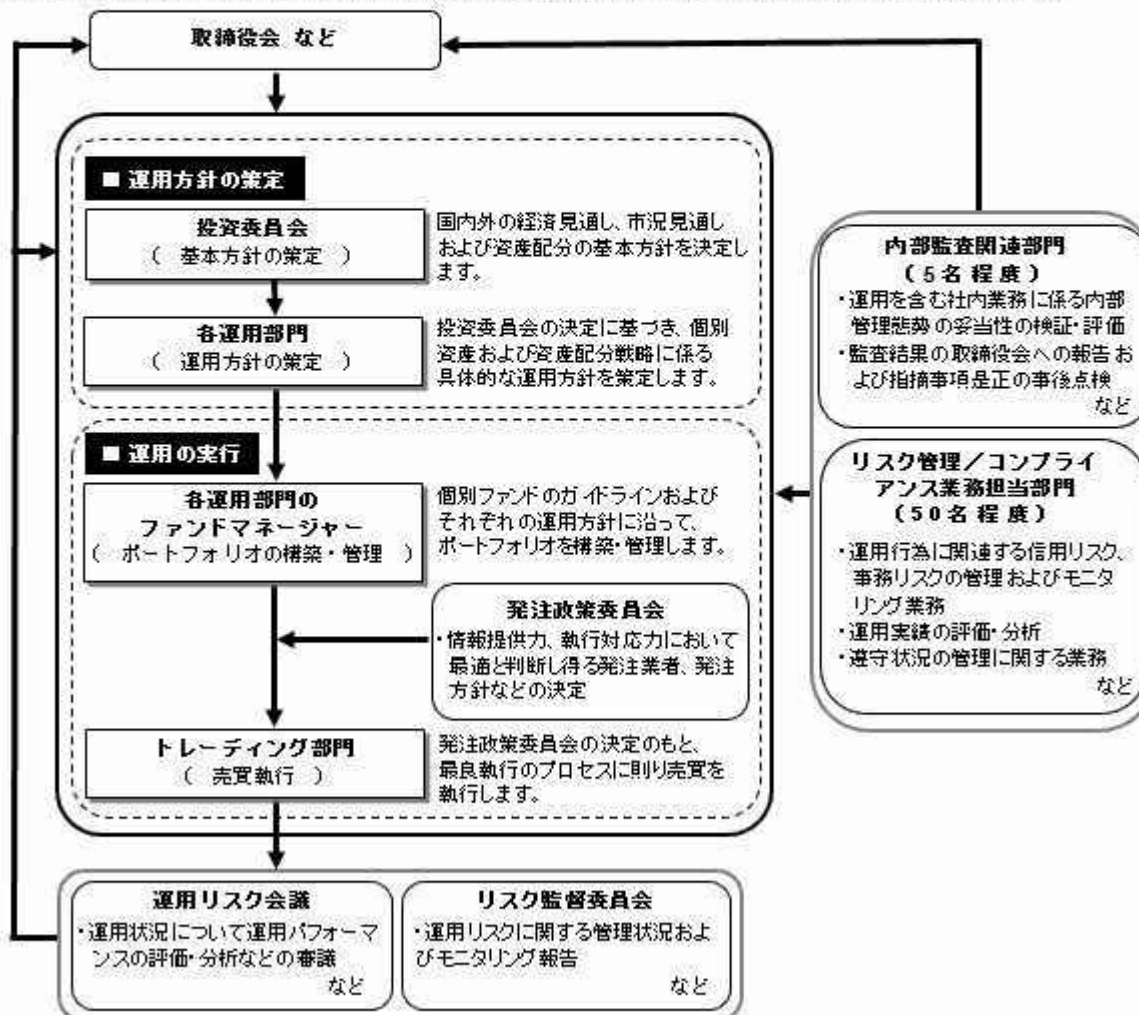 取締役会 など
■ 運用方針の策定
投資委員会
( 基本方針の策定 )
国内外の経済見通し、市況見通し
および資産配分の基本方針を決定し
ます。
各運用部門
( 運用方針の策定 )
投資委員会の決定に基づき、個別
資産および資産配分戦略に係る
具体的な運用方針を策定します。
■ 運用の実行
各運用部門の
ファンドマネージャー
( ポートフォリオの構築・管理 )
個別ファンドのガイドラインおよび
それぞれの運用方針に沿って、
ポートフォリオを構築・管理します。
発注政策委員会
・情報提供力、執行対応力において
最適と判断し得る発注業者、発注
方針などの決定
トレーディング部門
( 売買執行 )
発注政策委員会の決定のもと、
最良執行のプロセスに則り売買を
執行します。
内部監査関連部門
(5名程度)
・運用を含む社内業務に係る内部
管理態勢の妥当性の検証・評価
・監査結果の取締役会への報告お
よび指摘事項是正の事後点検
など
リスク管理/コンプライ
アンス業務担当部門
(50名程度)
・運用行為に関連する信用リスク、
事務リスクの管理およびモニタ
リング業務
・運用実績の評価・分析
・遵守状況の管理に関する業務
など
運用リスク会議
・運用状況について運用パフォーマ
ンスの評価・分析などの審議
など
リスク監督委員会
・運用リスクに関する管理状況およ
びモニタリング報告
など